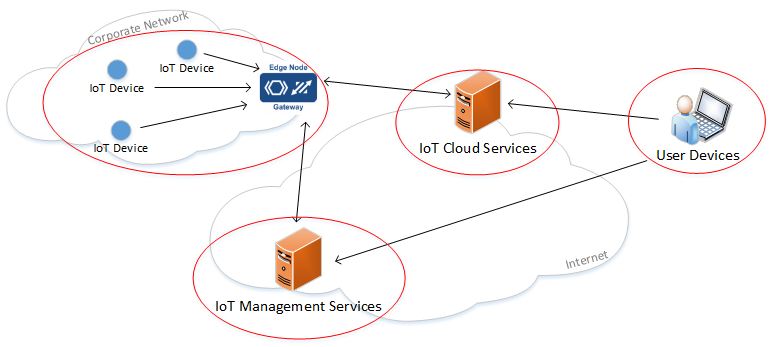 Corporate Network
IoT Device
IoT Device
IoT Device
Edge Node
Gateway
IoT Cloud Services
User Devices
IoT Management Services
Internet